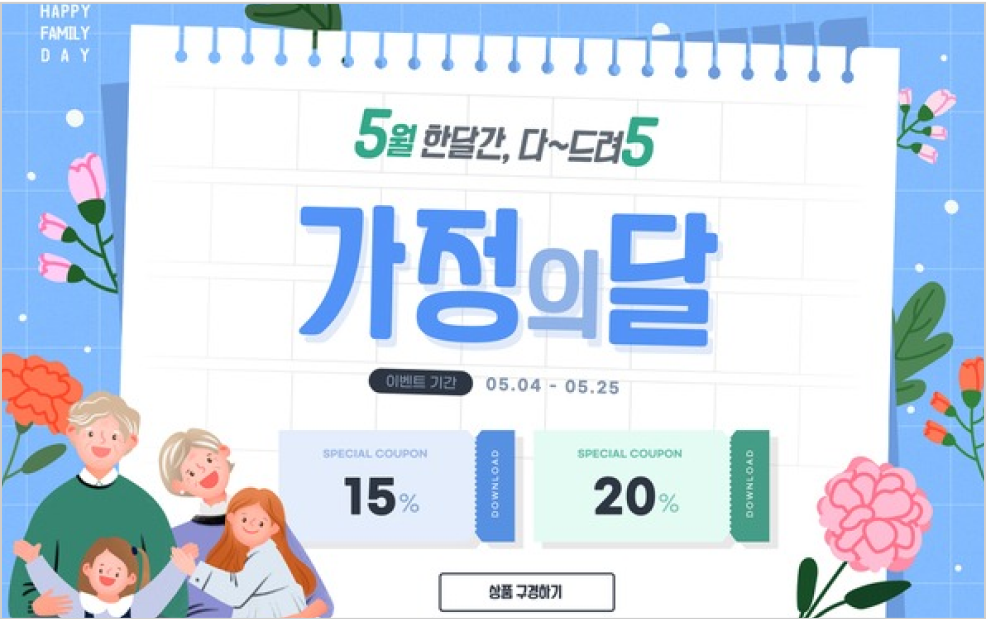 HAPPY
FAMILY
DAY
5월 한달간, 다~드려5
가정의달
이벤트 기간 05.04 - 05.25
SPECIAL COUPON
15%
DOWNLOAD
SPECIAL COUPON
20%
DOWNLOAD
상품 구경하기